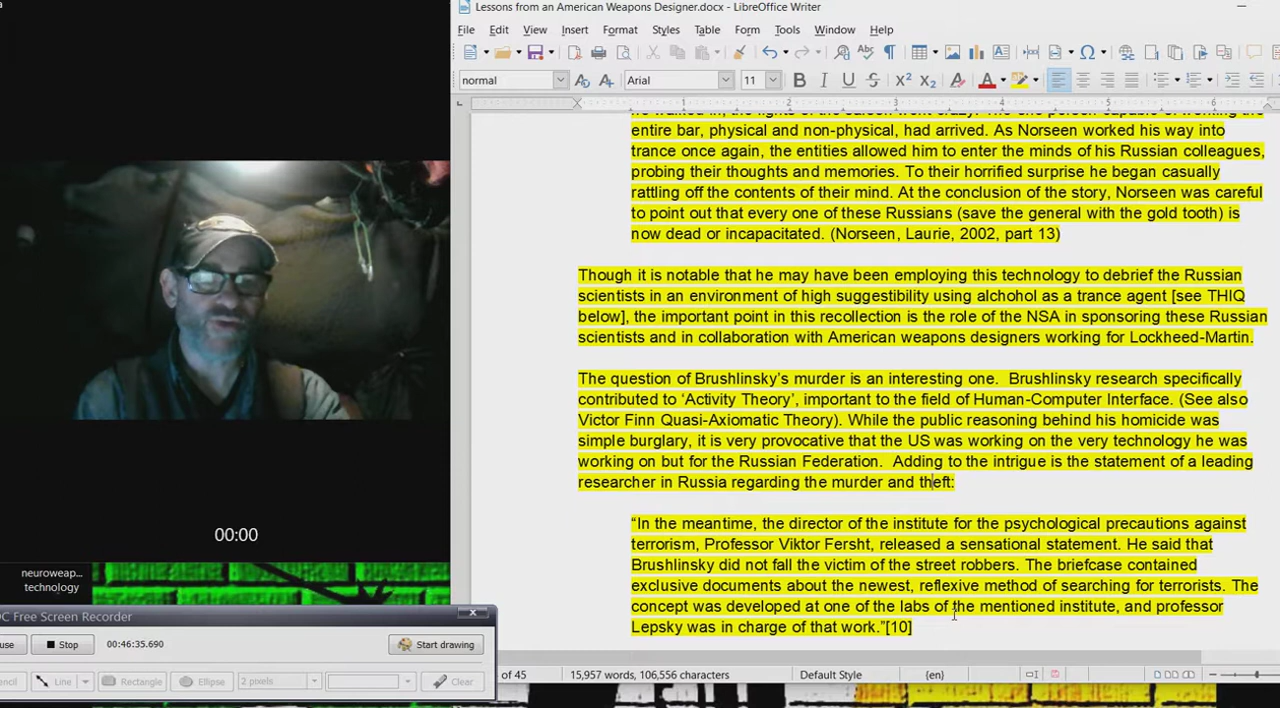 Lessons from an American Weapons Designer.docx - LibreOffice Writer
File Edit View Insert Format Styles Table Form Tools Window Help
normal Arial 11
1 2 3 4 5 6
entire bar, physical and non-physical, had arrived. As Norseen worked his way into
trance once again, the entities allowed him to enter the minds of his Russian colleagues,
probing their thoughts and memories. To their horrified surprise he began casually
rattling off the contents of their mind. At the conclusion of the story, Norseen was careful
to point out that every one of these Russians (save the general with the gold tooth) is
now dead or incapacitated. (Norseen, Laurie, 2002, part 13)
Though it is notable that he may have been employing this technology to debrief the Russian
scientists in an environment of high suggestibility using alchohol as a trance agent [see THIQ
below], the important point in this recollection is the role of the NSA in sponsoring these Russian
scientists and in collaboration with American weapons designers working for Lockheed-Martin.
The question of Brushlinsky's murder is an interesting one. Brushlinsky research specifically
contributed to 'Activity Theory', important to the field of Human-Computer Interface. (See also
Victor Finn Quasi-Axiomatic Theory). While the public reasoning behind his homicide was
simple burglary, it is very provocative that the US was working on the very technology he was
working on but for the Russian Federation. Adding to the intrigue is the statement of a leading
researcher in Russia regarding the murder and theft:
“In the meantime, the director of the institute for the psychological precautions against
terrorism, Professor Viktor Fersht, released a sensational statement. He said that
Brushlinsky did not fall the victim of the street robbers. The briefcase contained
exclusive documents about the newest, reflexive method of searching for terrorists. The
concept was developed at one of the labs of the mentioned institute, and professor
Lepsky was in charge of that work.”[10]
of 45 15,957 words, 106,556 characters Default Style (en)
00:00
neuroweap...
technology
Free Screen Recorder
Stop 00:46:35.690 Start drawing
Line Rectangle Ellipse 2 pixels Clear